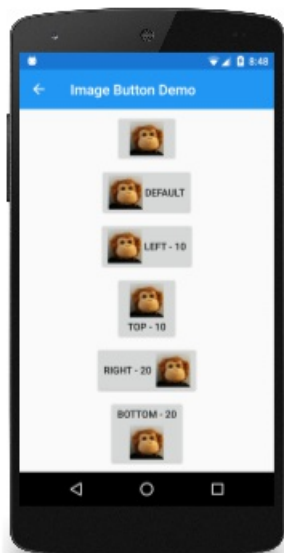 8:48
Image Button Demo
DEFAULT
LEFT - 10
TOP - 10
RIGHT - 20
BOTTOM - 20